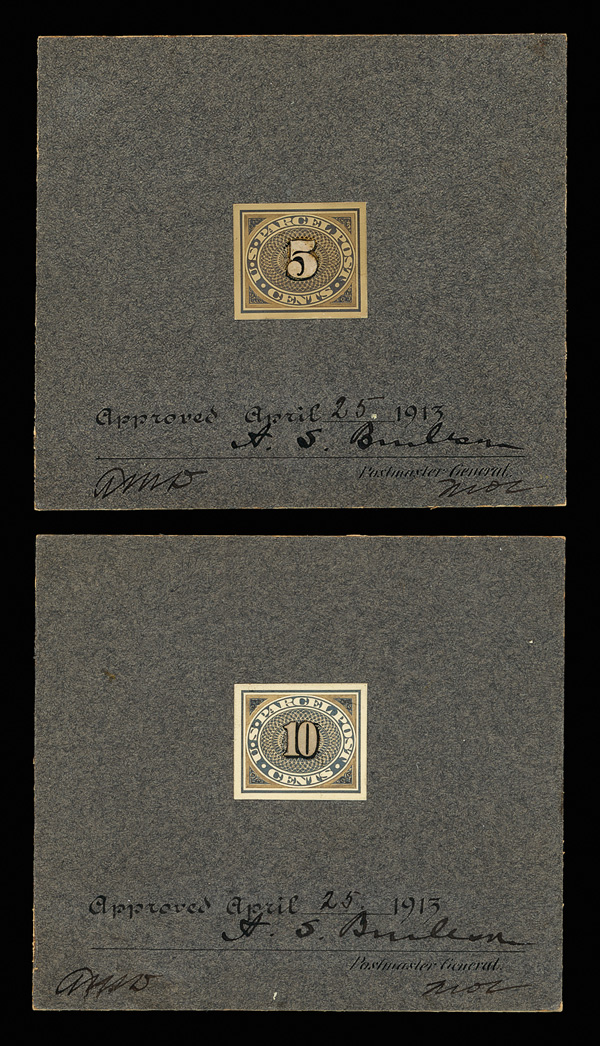 U.S. PARCEL POST
5
CENTS
Approved April 25. 1913
A. S. Burleson
Postmaster General.
U.S. PARCEL POST
10
CENTS
Approved April 25. 1913
A. S. Burleson
Postmaster General.